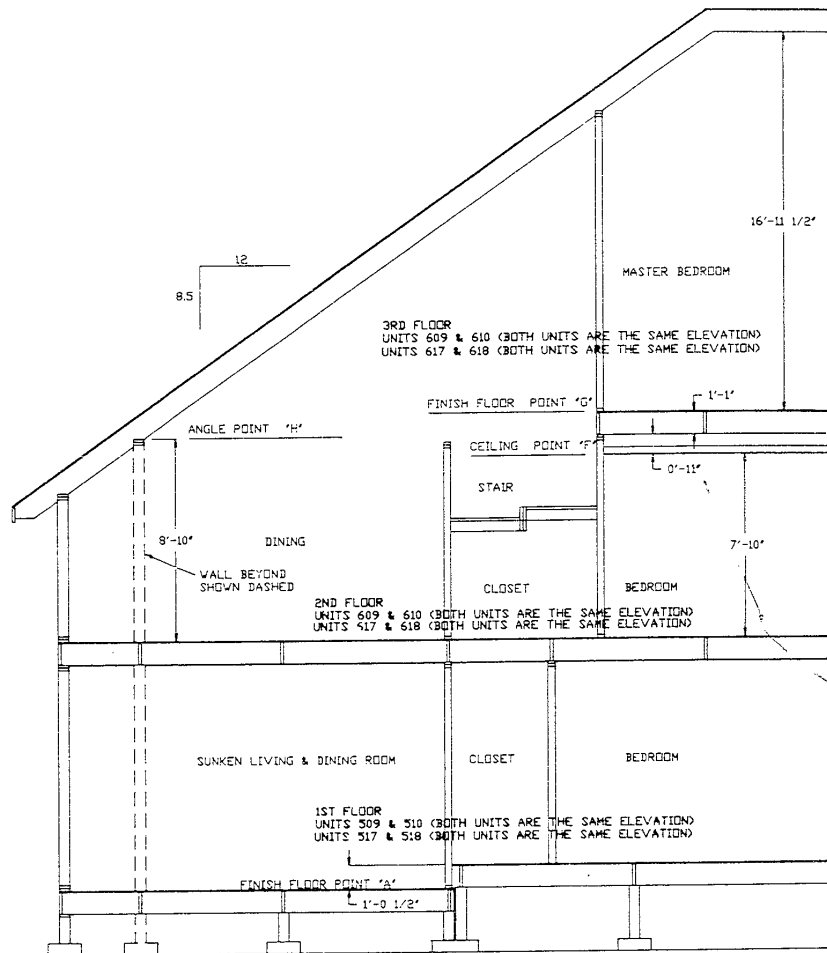 16'-11 1/2"
12
8.5
MASTER BEDROOM
3RD FLOOR
UNITS 609 & 610 (BOTH UNITS ARE THE SAME ELEVATION)
UNITS 617 & 618 (BOTH UNITS ARE THE SAME ELEVATION)
1'-1"
FINISH FLOOR POINT "G"
ANGLE POINT "H"
CEILING POINT "F"
0'-11"
STAIR
8'-10"
DINING
7'-10"
WALL BEYOND
SHOWN DASHED
CLOSET
BEDROOM
2ND FLOOR
UNITS 609 & 610 (BOTH UNITS ARE THE SAME ELEVATION)
UNITS 617 & 618 (BOTH UNITS ARE THE SAME ELEVATION)
SUNKEN LIVING & DINING ROOM
CLOSET
BEDROOM
1ST FLOOR
UNITS 509 & 510 (BOTH UNITS ARE THE SAME ELEVATION)
UNITS 517 & 518 (BOTH UNITS ARE THE SAME ELEVATION)
FINISH FLOOR POINT "A"
1'-0 1/2"